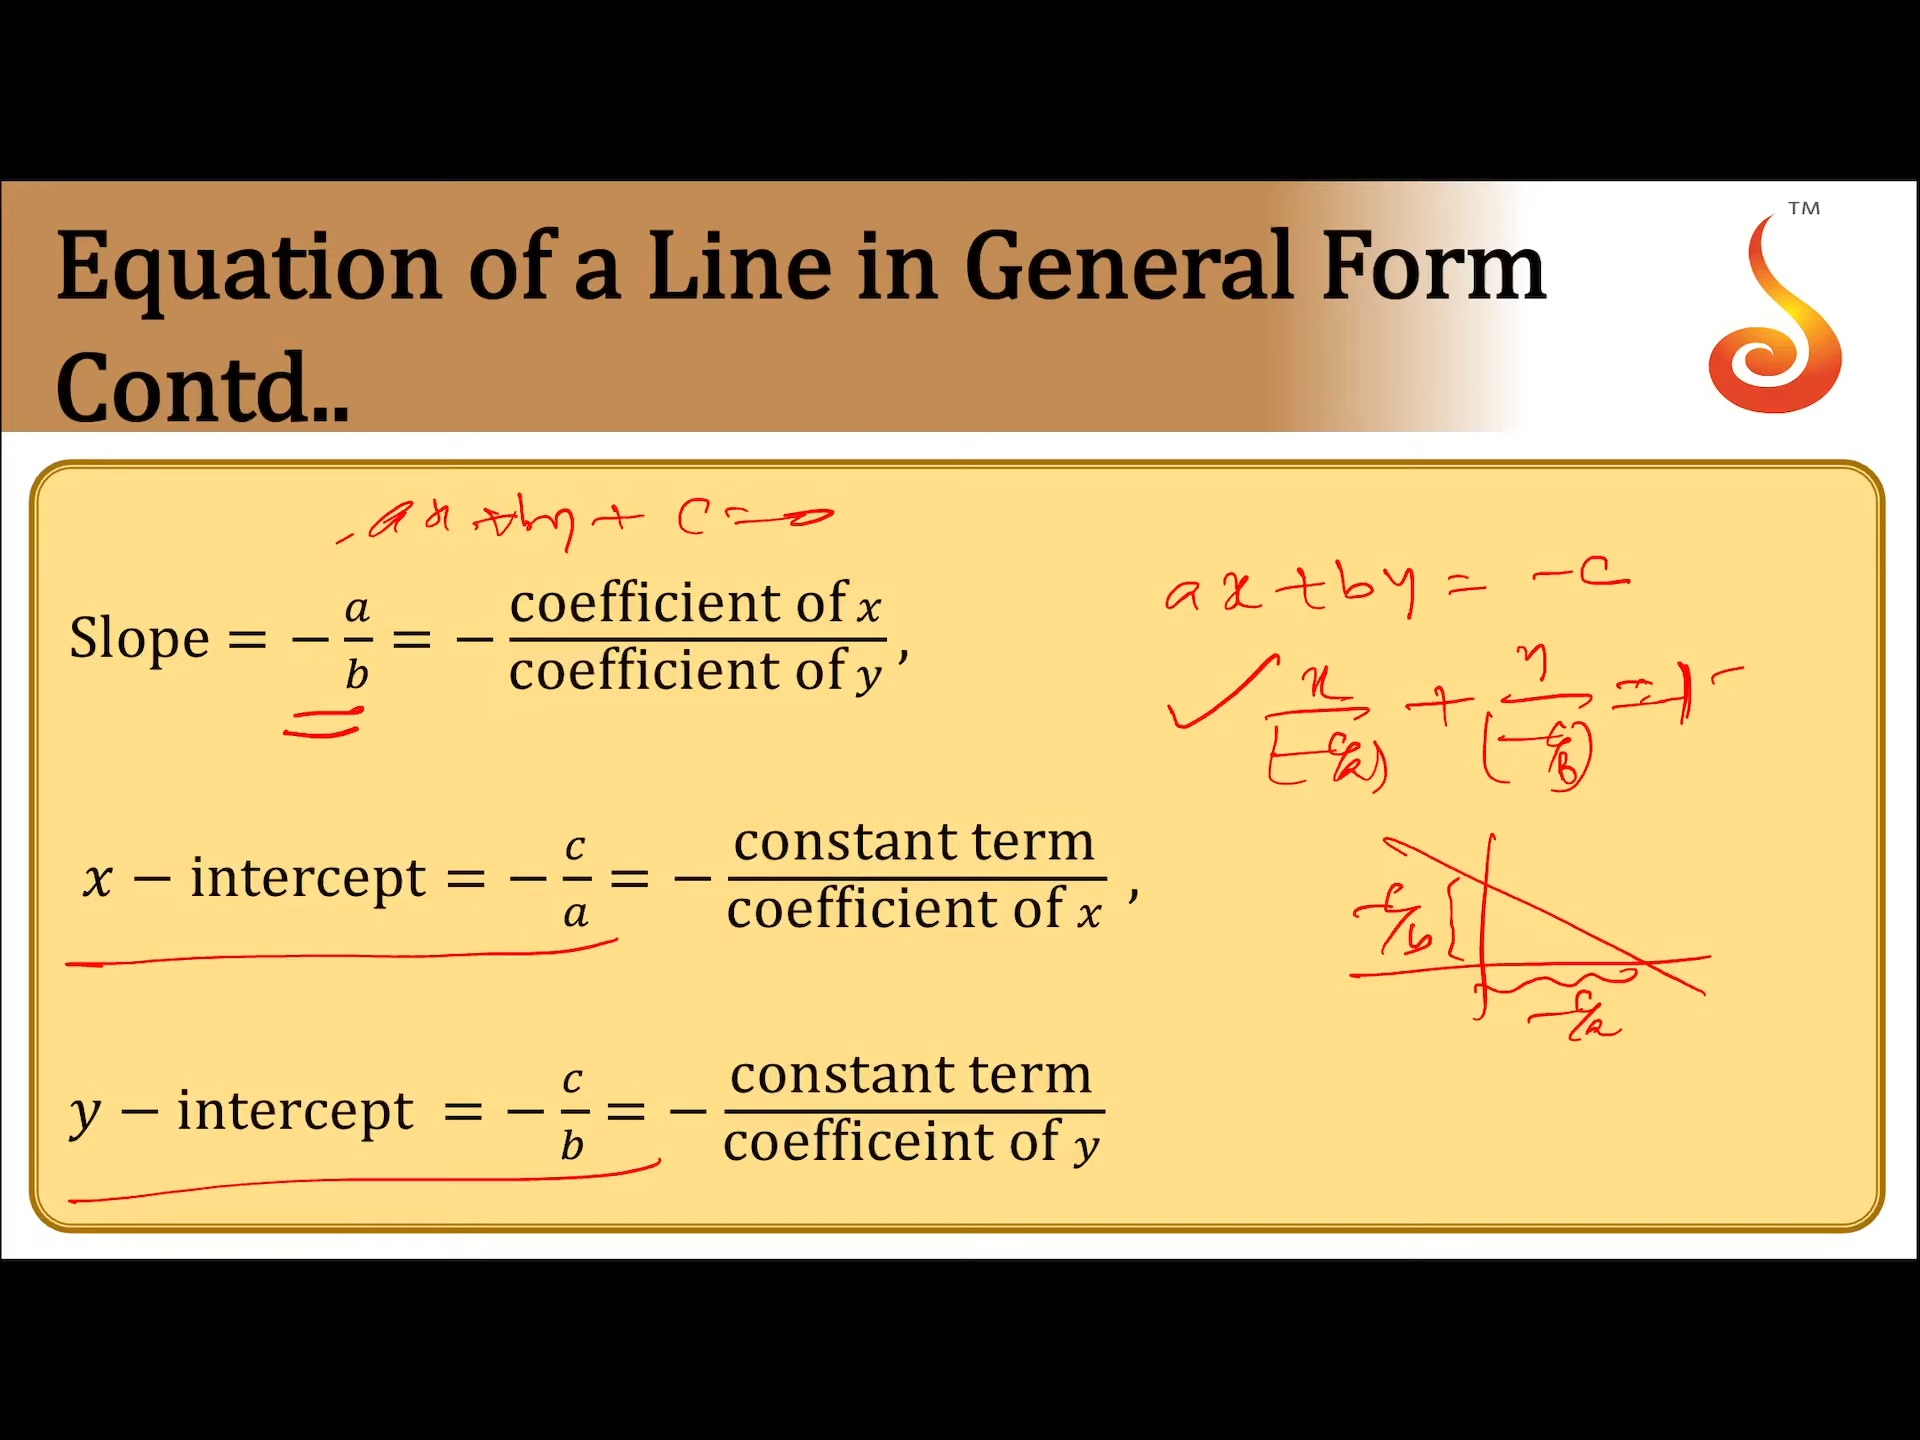 Equation of a Line in General Form
Contd..
TM
ax + by + c = 0
Slope = − a/b = − coefficient of x / coefficient of y ,
x − intercept = − c/a = − constant term / coefficient of x ,
y − intercept = − c/b = − constant term / coefficeint of y
ax + by = −c
x/(−c/a) + y/(−c/b) = 1
−c/b
−c/a